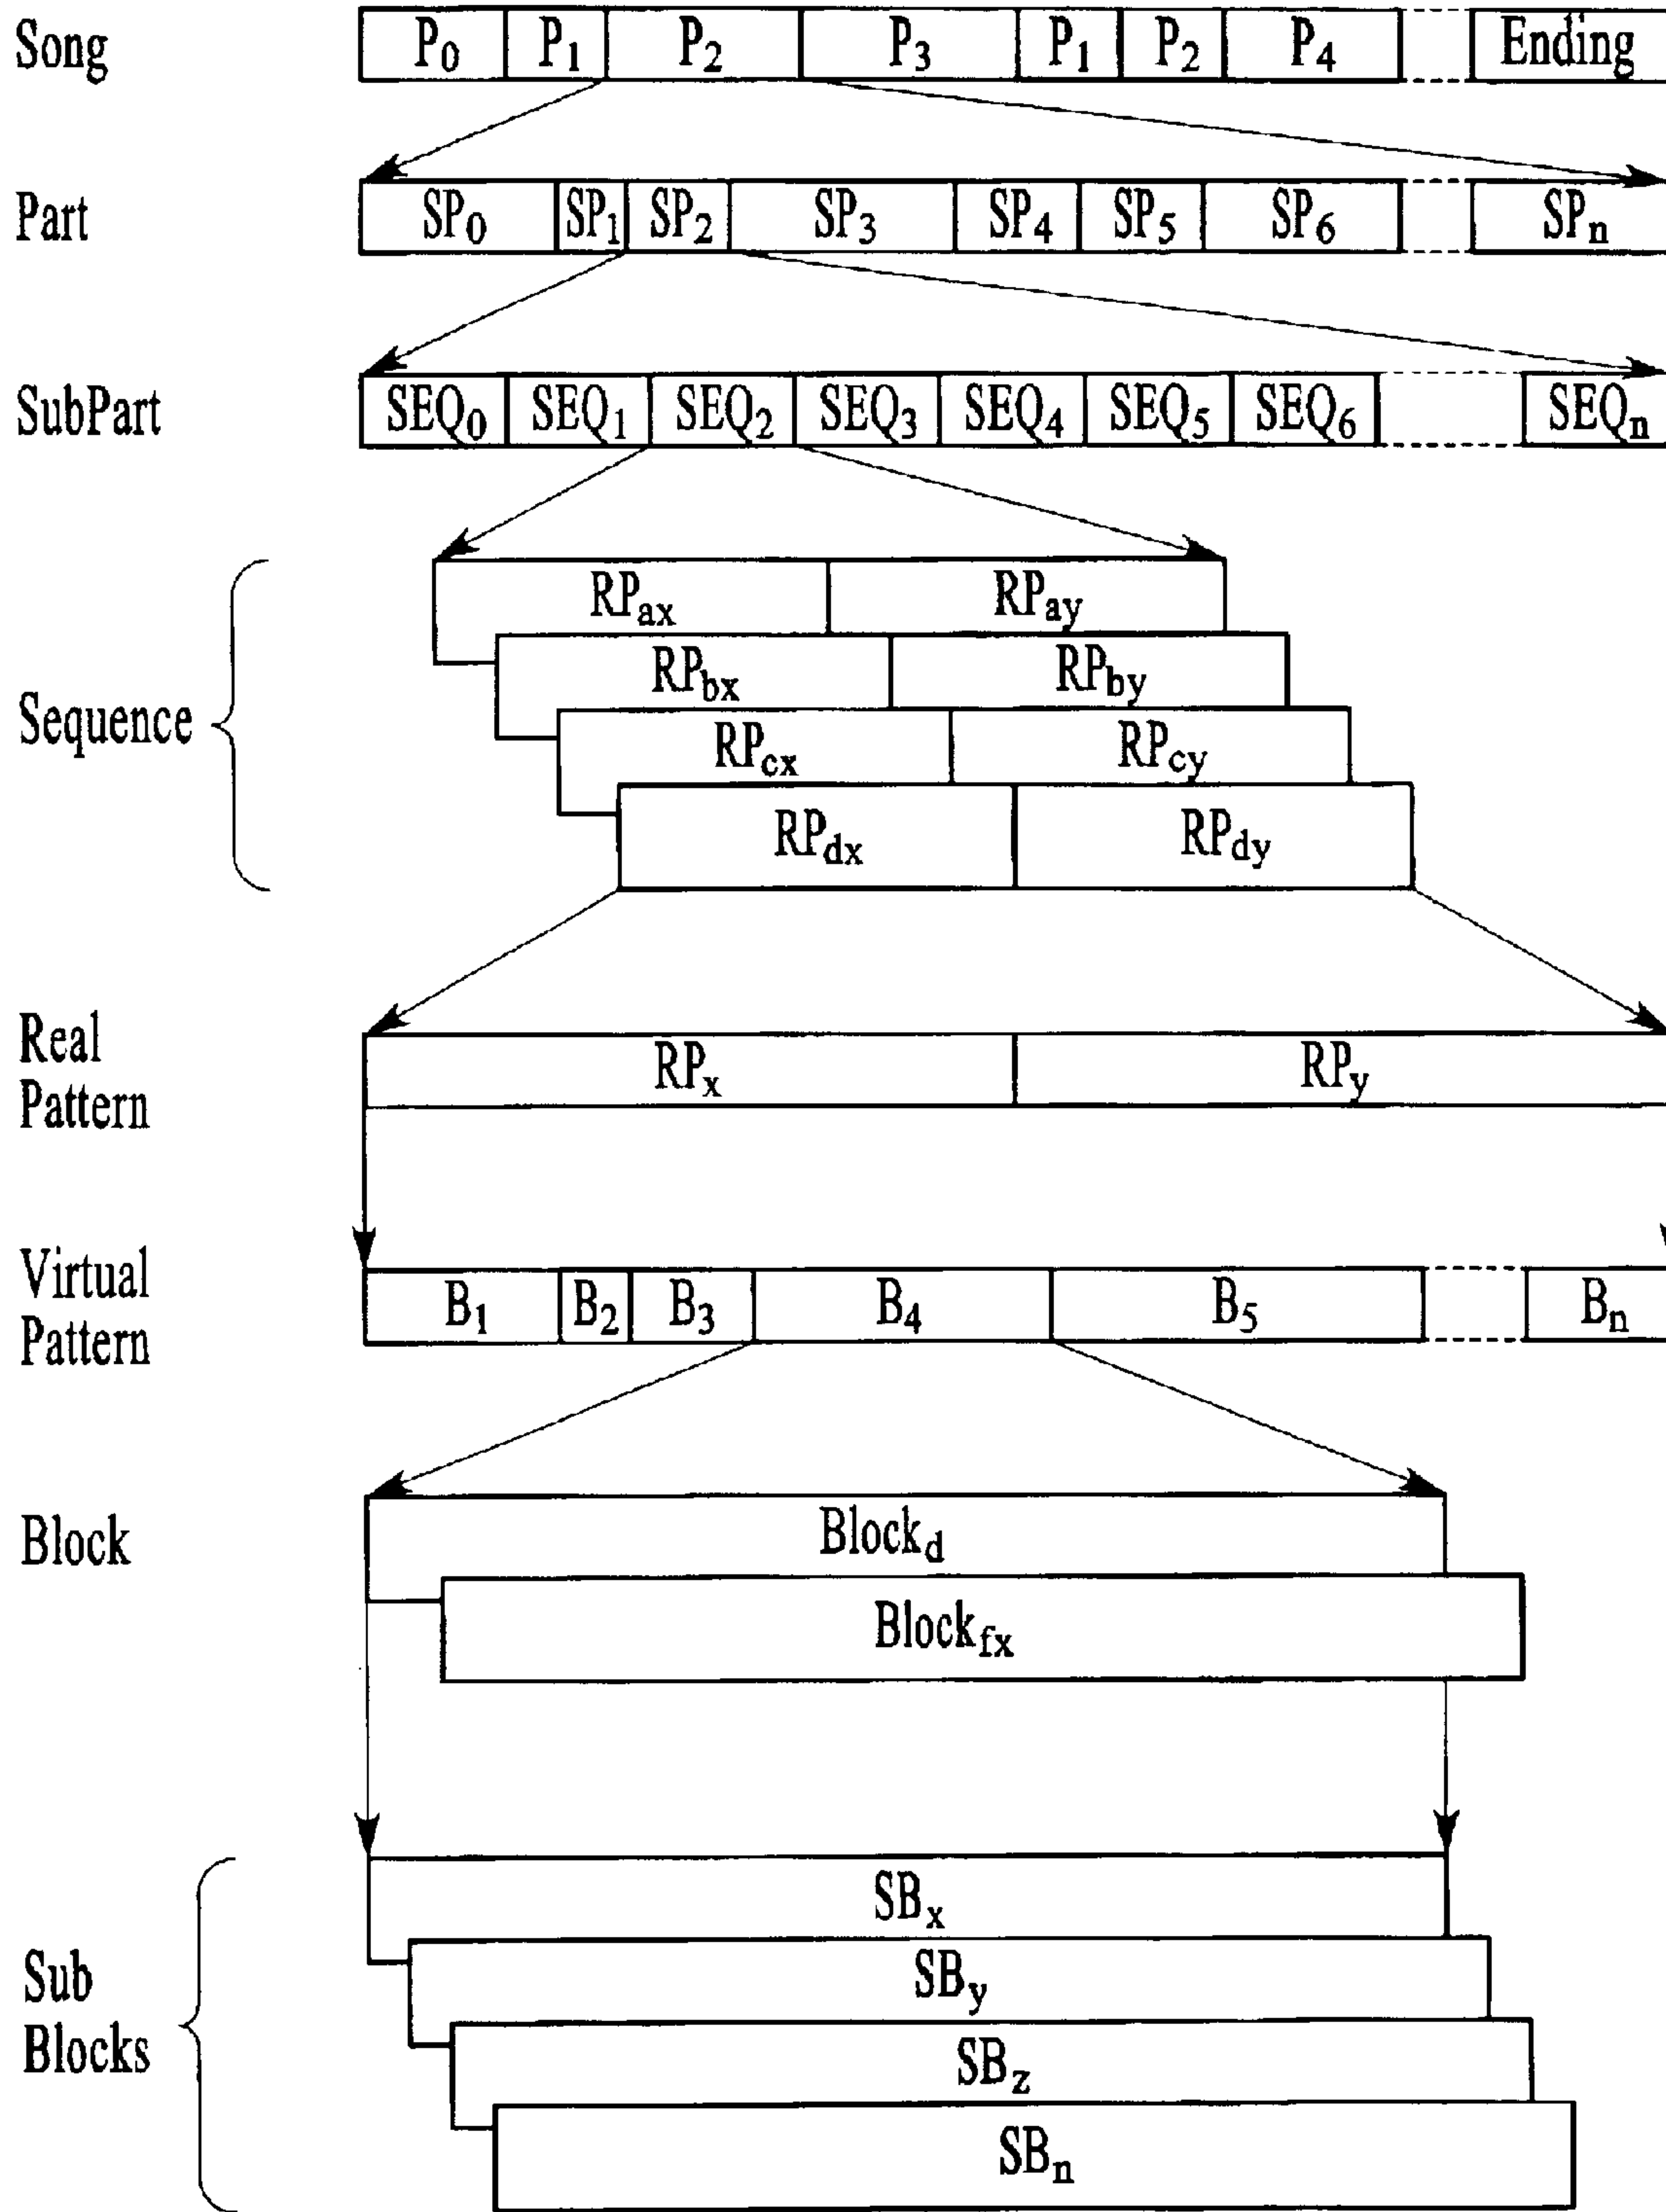 Song P₀ P₁ P₂ P₃ P₁ P₂ P₄ Ending
Part SP₀ SP₁ SP₂ SP₃ SP₄ SP₅ SP₆ SPₙ
SubPart SEQ₀ SEQ₁ SEQ₂ SEQ₃ SEQ₄ SEQ₅ SEQ₆ SEQₙ
Sequence
RPax RPay
RPbx RPby
RPcx RPcy
RPdx RPdy
Real
Pattern
RPx RPy
Virtual
Pattern
B₁ B₂ B₃ B₄ B₅ Bₙ
Block
Blockd
Blockfx
Sub
Blocks
SBx
SBy
SBz
SBn